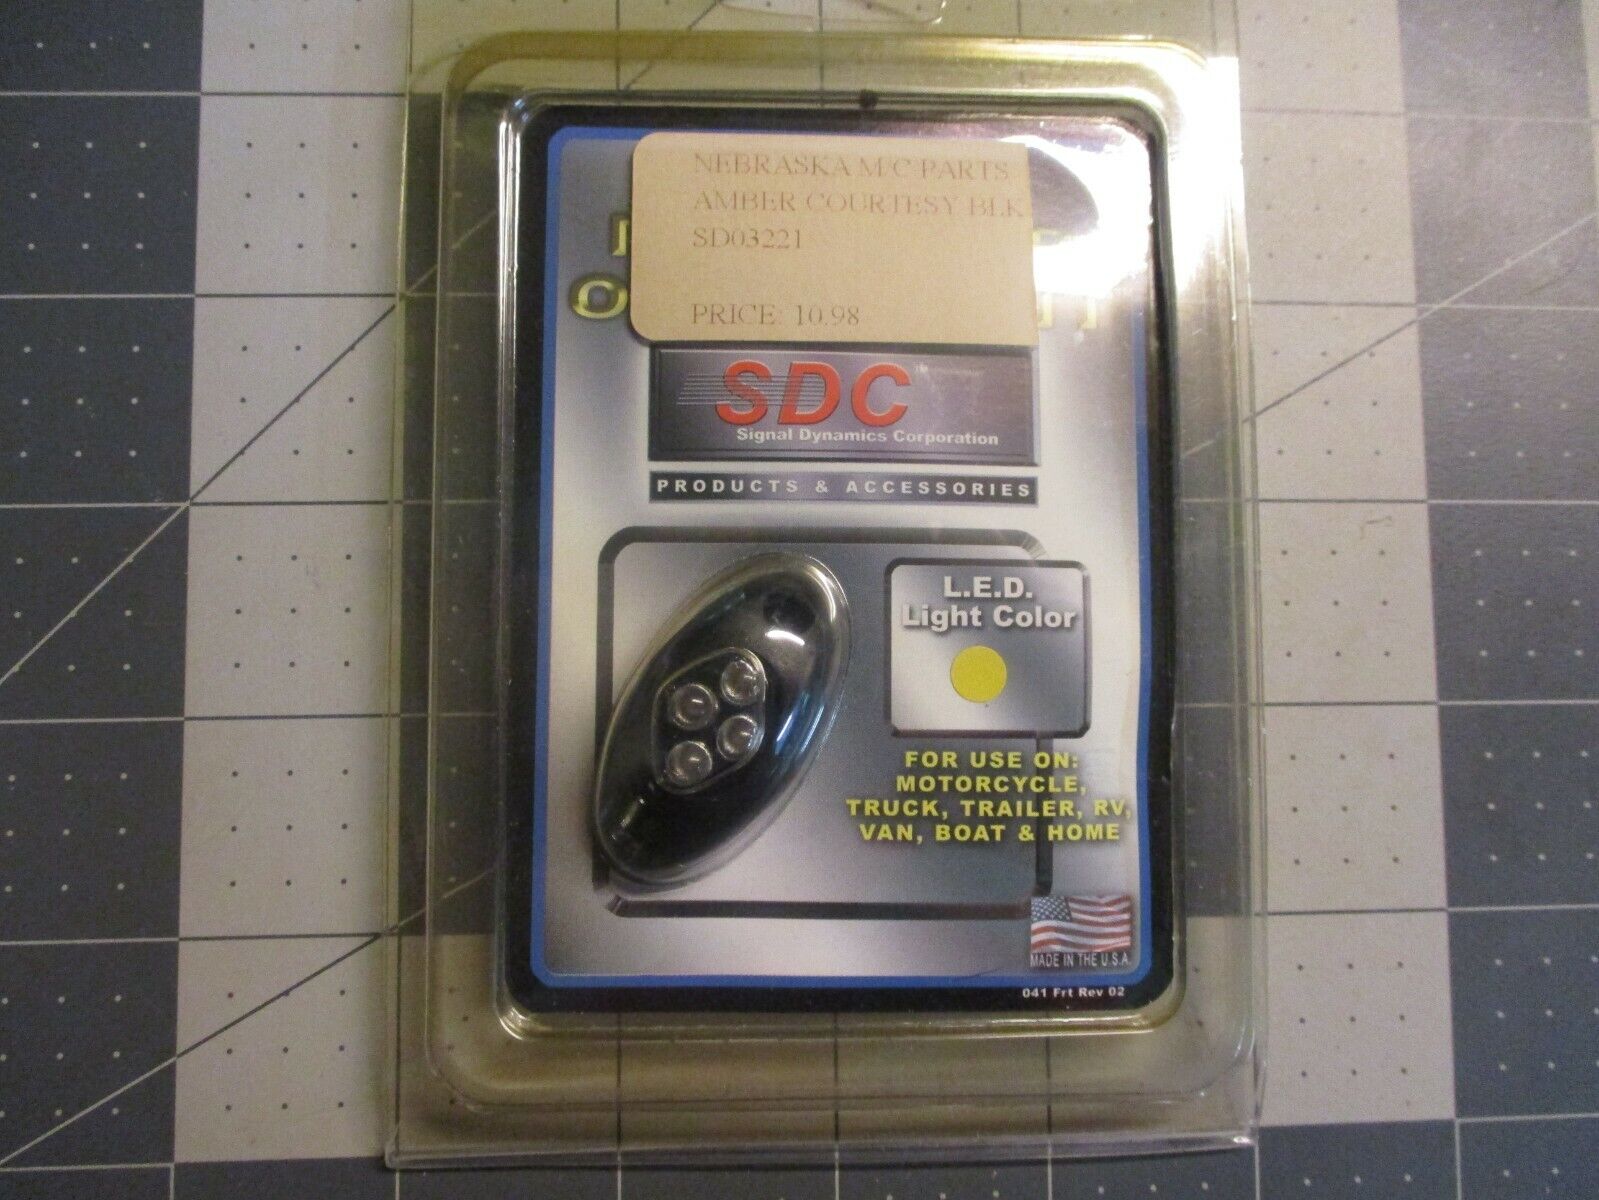 NEBRASKA M/C PARTS
AMBER COURTESY BLK
SD03221
PRICE: 10.98
SDC
Signal Dynamics Corporation
PRODUCTS & ACCESSORIES
L.E.D.
Light Color
FOR USE ON:
MOTORCYCLE,
TRUCK, TRAILER, RV,
VAN, BOAT & HOME
MADE IN THE U.S.A.
041 Frt Rev 02